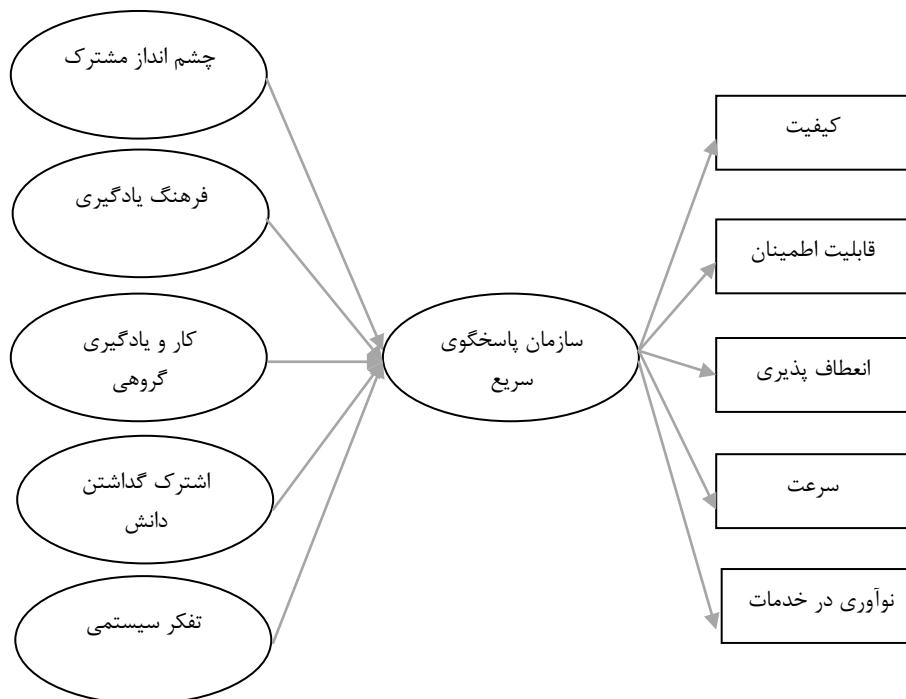 چشم انداز مشترک
فرهنگ یادگیری
کار و یادگیری
گروهی
اشترک گداشتن
دانش
تفکر سیستمی
سازمان پاسخگوی
سریع
کیفیت
قابلیت اطمینان
انعطاف پذیری
سرعت
نوآوری در خدمات